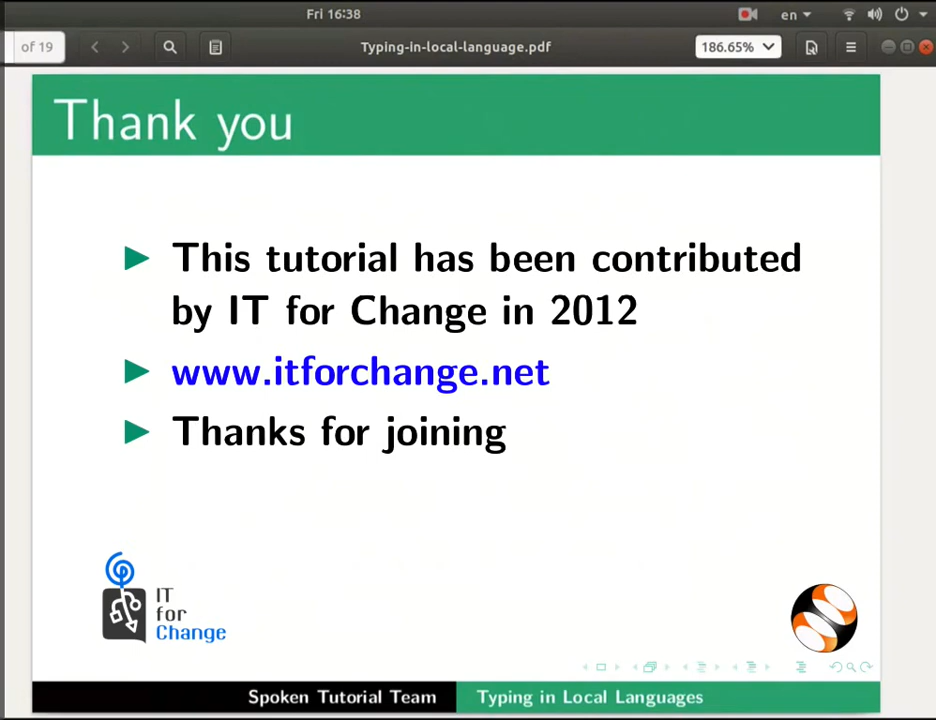 Fri 16:38
en
of 19
Typing-in-local-language.pdf
186.65%
Thank you
This tutorial has been contributed
by IT for Change in 2012
www.itforchange.net
Thanks for joining
IT
for
Change
Spoken Tutorial Team
Typing in Local Languages